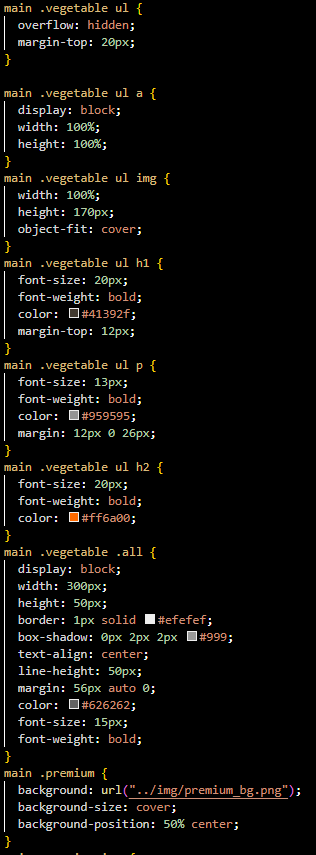 main .vegetable ul {
overflow: hidden;
margin-top: 20px;
}
main .vegetable ul a {
display: block;
width: 100%;
height: 100%;
}
main .vegetable ul img {
width: 100%;
height: 170px;
object-fit: cover;
}
main .vegetable ul h1 {
font-size: 20px;
font-weight: bold;
color: #41392f;
margin-top: 12px;
}
main .vegetable ul p {
font-size: 13px;
font-weight: bold;
color: #959595;
margin: 12px 0 26px;
}
main .vegetable ul h2 {
font-size: 20px;
font-weight: bold;
color: #ff6a00;
}
main .vegetable .all {
display: block;
width: 300px;
height: 50px;
border: 1px solid #efefef;
box-shadow: 0px 2px 2px #999;
text-align: center;
line-height: 50px;
margin: 56px auto 0;
color: #626262;
font-size: 15px;
font-weight: bold;
}
main .premium {
background: url("../img/premium_bg.png");
background-size: cover;
background-position: 50% center;
}